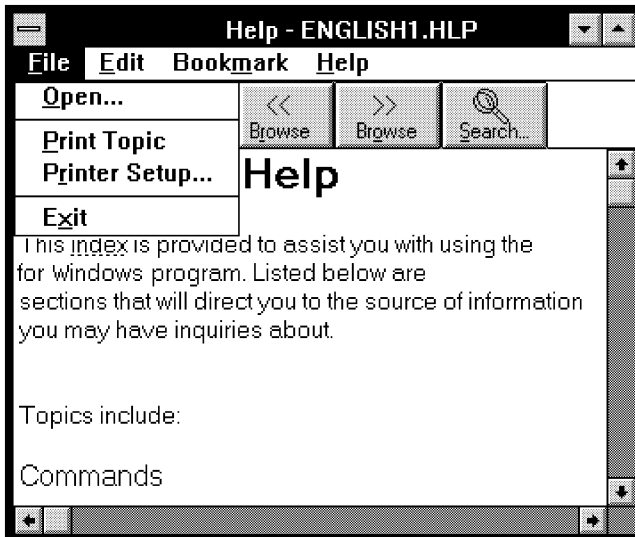 Help - ENGLISH1.HLP
File Edit Bookmark Help
Open...
Print Topic
Printer Setup...
Exit
<<
Browse
>>
Browse
Search...
Help
This index is provided to assist you with using the
for Windows program. Listed below are
sections that will direct you to the source of information
you may have inquiries about.
Topics include:
Commands